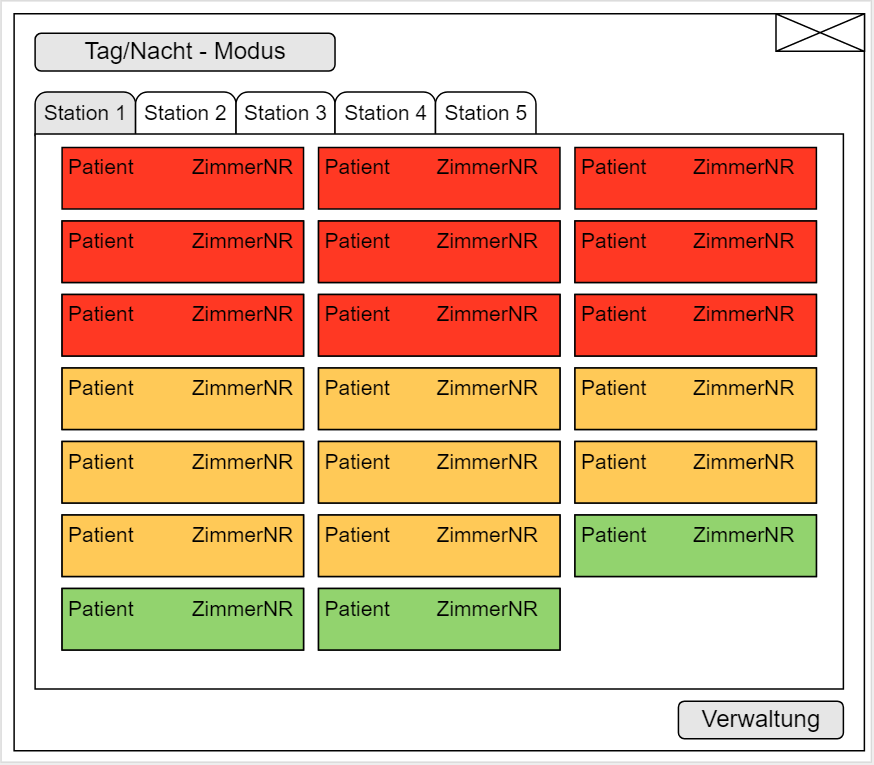 Tag/Nacht - Modus
Station 1 Station 2 Station 3 Station 4 Station 5
Patient ZimmerNR Patient ZimmerNR Patient ZimmerNR
Patient ZimmerNR Patient ZimmerNR Patient ZimmerNR
Patient ZimmerNR Patient ZimmerNR Patient ZimmerNR
Patient ZimmerNR Patient ZimmerNR Patient ZimmerNR
Patient ZimmerNR Patient ZimmerNR Patient ZimmerNR
Patient ZimmerNR Patient ZimmerNR Patient ZimmerNR
Patient ZimmerNR Patient ZimmerNR
Verwaltung